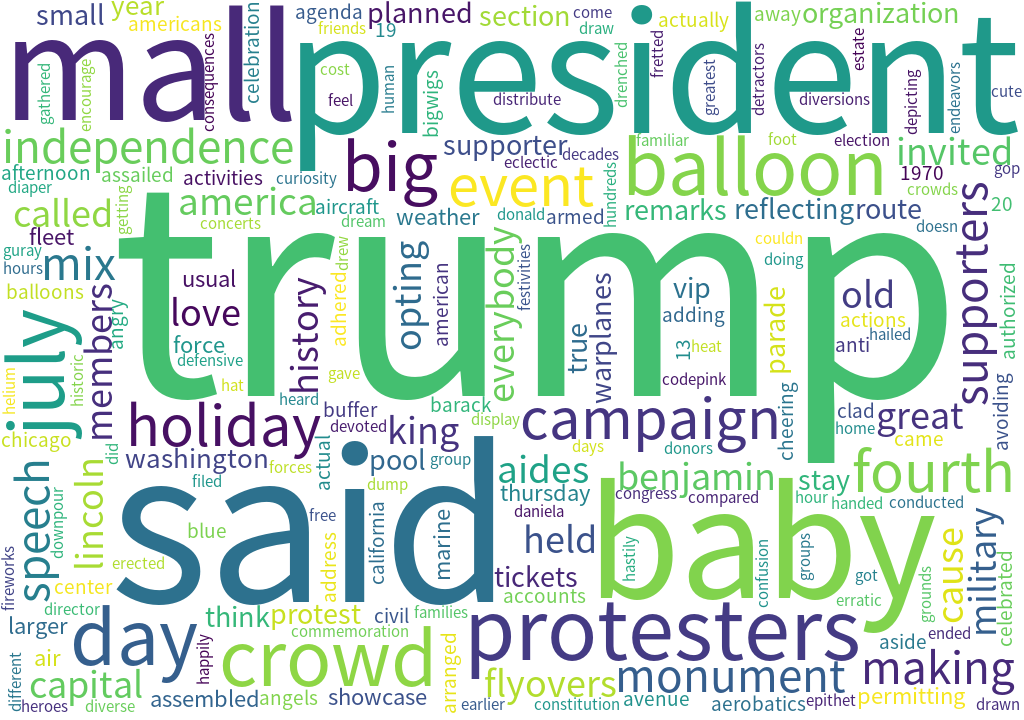 small
year
americans
celebration
agenda
friends
19
planned
section
come
draw
actually
away
organization
mall
president
gathered
encourage
consequences
cost
feel
human
bigwigs
distribute
drenched
fretted
greatest
detractors
diversions
estate
depicting
endeavors
cute
independence
afternoon
assailed
diaper
activities
curiosity
big
supporter
eclectic
decades
event
familiar
foot
election
balloon
invited
1970
gop
crowds
20
called
getting
america
concerts
aircraft
dream
weather
donald
armed
hundreds
remarks
reflecting
route
doesn
supporters
fleet
guray
hours
mix
balloons
members
angry
trump
usual
love
force
defensive
history
adhered
drew
opting
american
everybody
festivities
true
warplanes
vip
adding
13
heat
codepink
couldn
doing
parade
old
actions
hailed
anti
authorized
july
helium
historic
chicago
hat
heard
gave
holiday
buffer
devoted
barack
king
display
campaign
cheering
clad
home
great
came
avoiding
did
washington
filed
forces
actual
pool
group
dump
aides
days
donors
benjamin
stay
fourth
speech
downpour
lincoln
said
thursday
daniela
congress
compared
hour
handed
conducted
baby
blue
free
address
california
marine
held
hastily
confusion
groups
got
erratic
grounds
cause
military
celebrated
fireworks
center
erected
tickets
accounts
director
larger
day
think
protest
civil
families
commemoration
protesters
aside
ended
different
air
happily
crowd
arranged
flyovers
monument
making
capital
heroes
diverse
assembled
angels
showcase
earlier
constitution
avenue
aerobatics
epithet
permitting
drawn